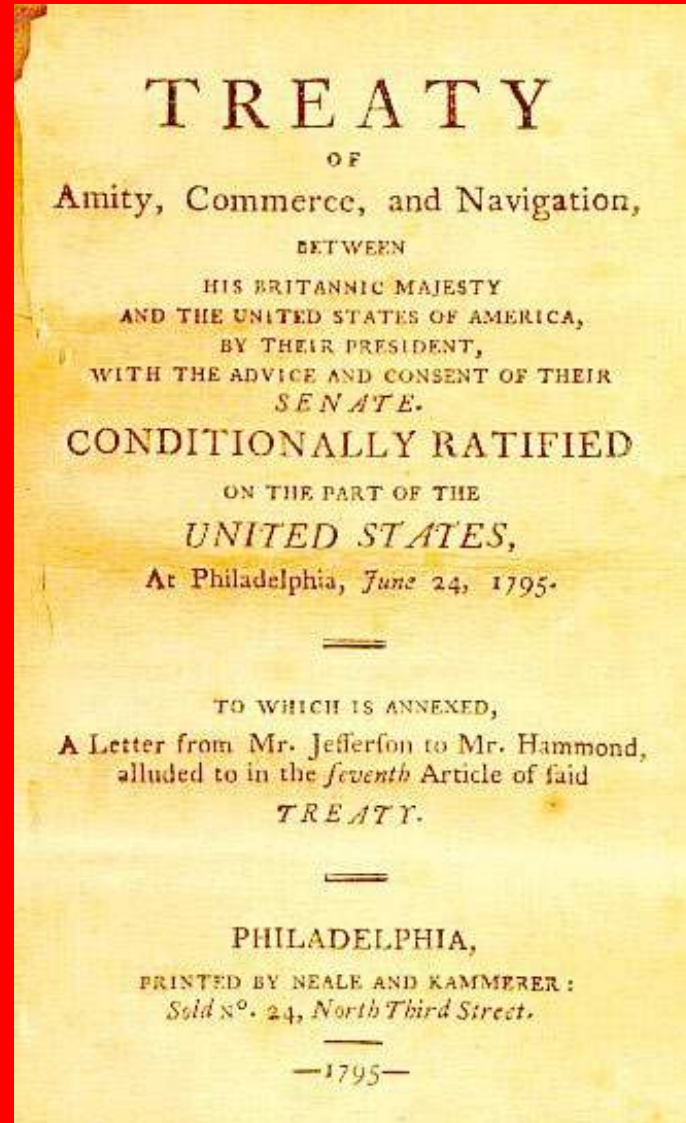 TREATY
OF
Amity, Commerce, and Navigation,
BETWEEN
HIS BRITANNIC MAJESTY
AND THE UNITED STATES OF AMERICA,
BY THEIR PRESIDENT,
WITH THE ADVICE AND CONSENT OF THEIR
SENATE.
CONDITIONALLY RATIFIED
ON THE PART OF THE
UNITED STATES,
At Philadelphia, June 24, 1795.
TO WHICH IS ANNEXED,
A Letter from Mr. Jefferſon to Mr. Hammond,
alluded to in the ſeventh Article of ſaid
TREATY.
PHILADELPHIA,
PRINTED BY NEALE AND KAMMERER:
Sold No. 24, North Third Street.
—1795—